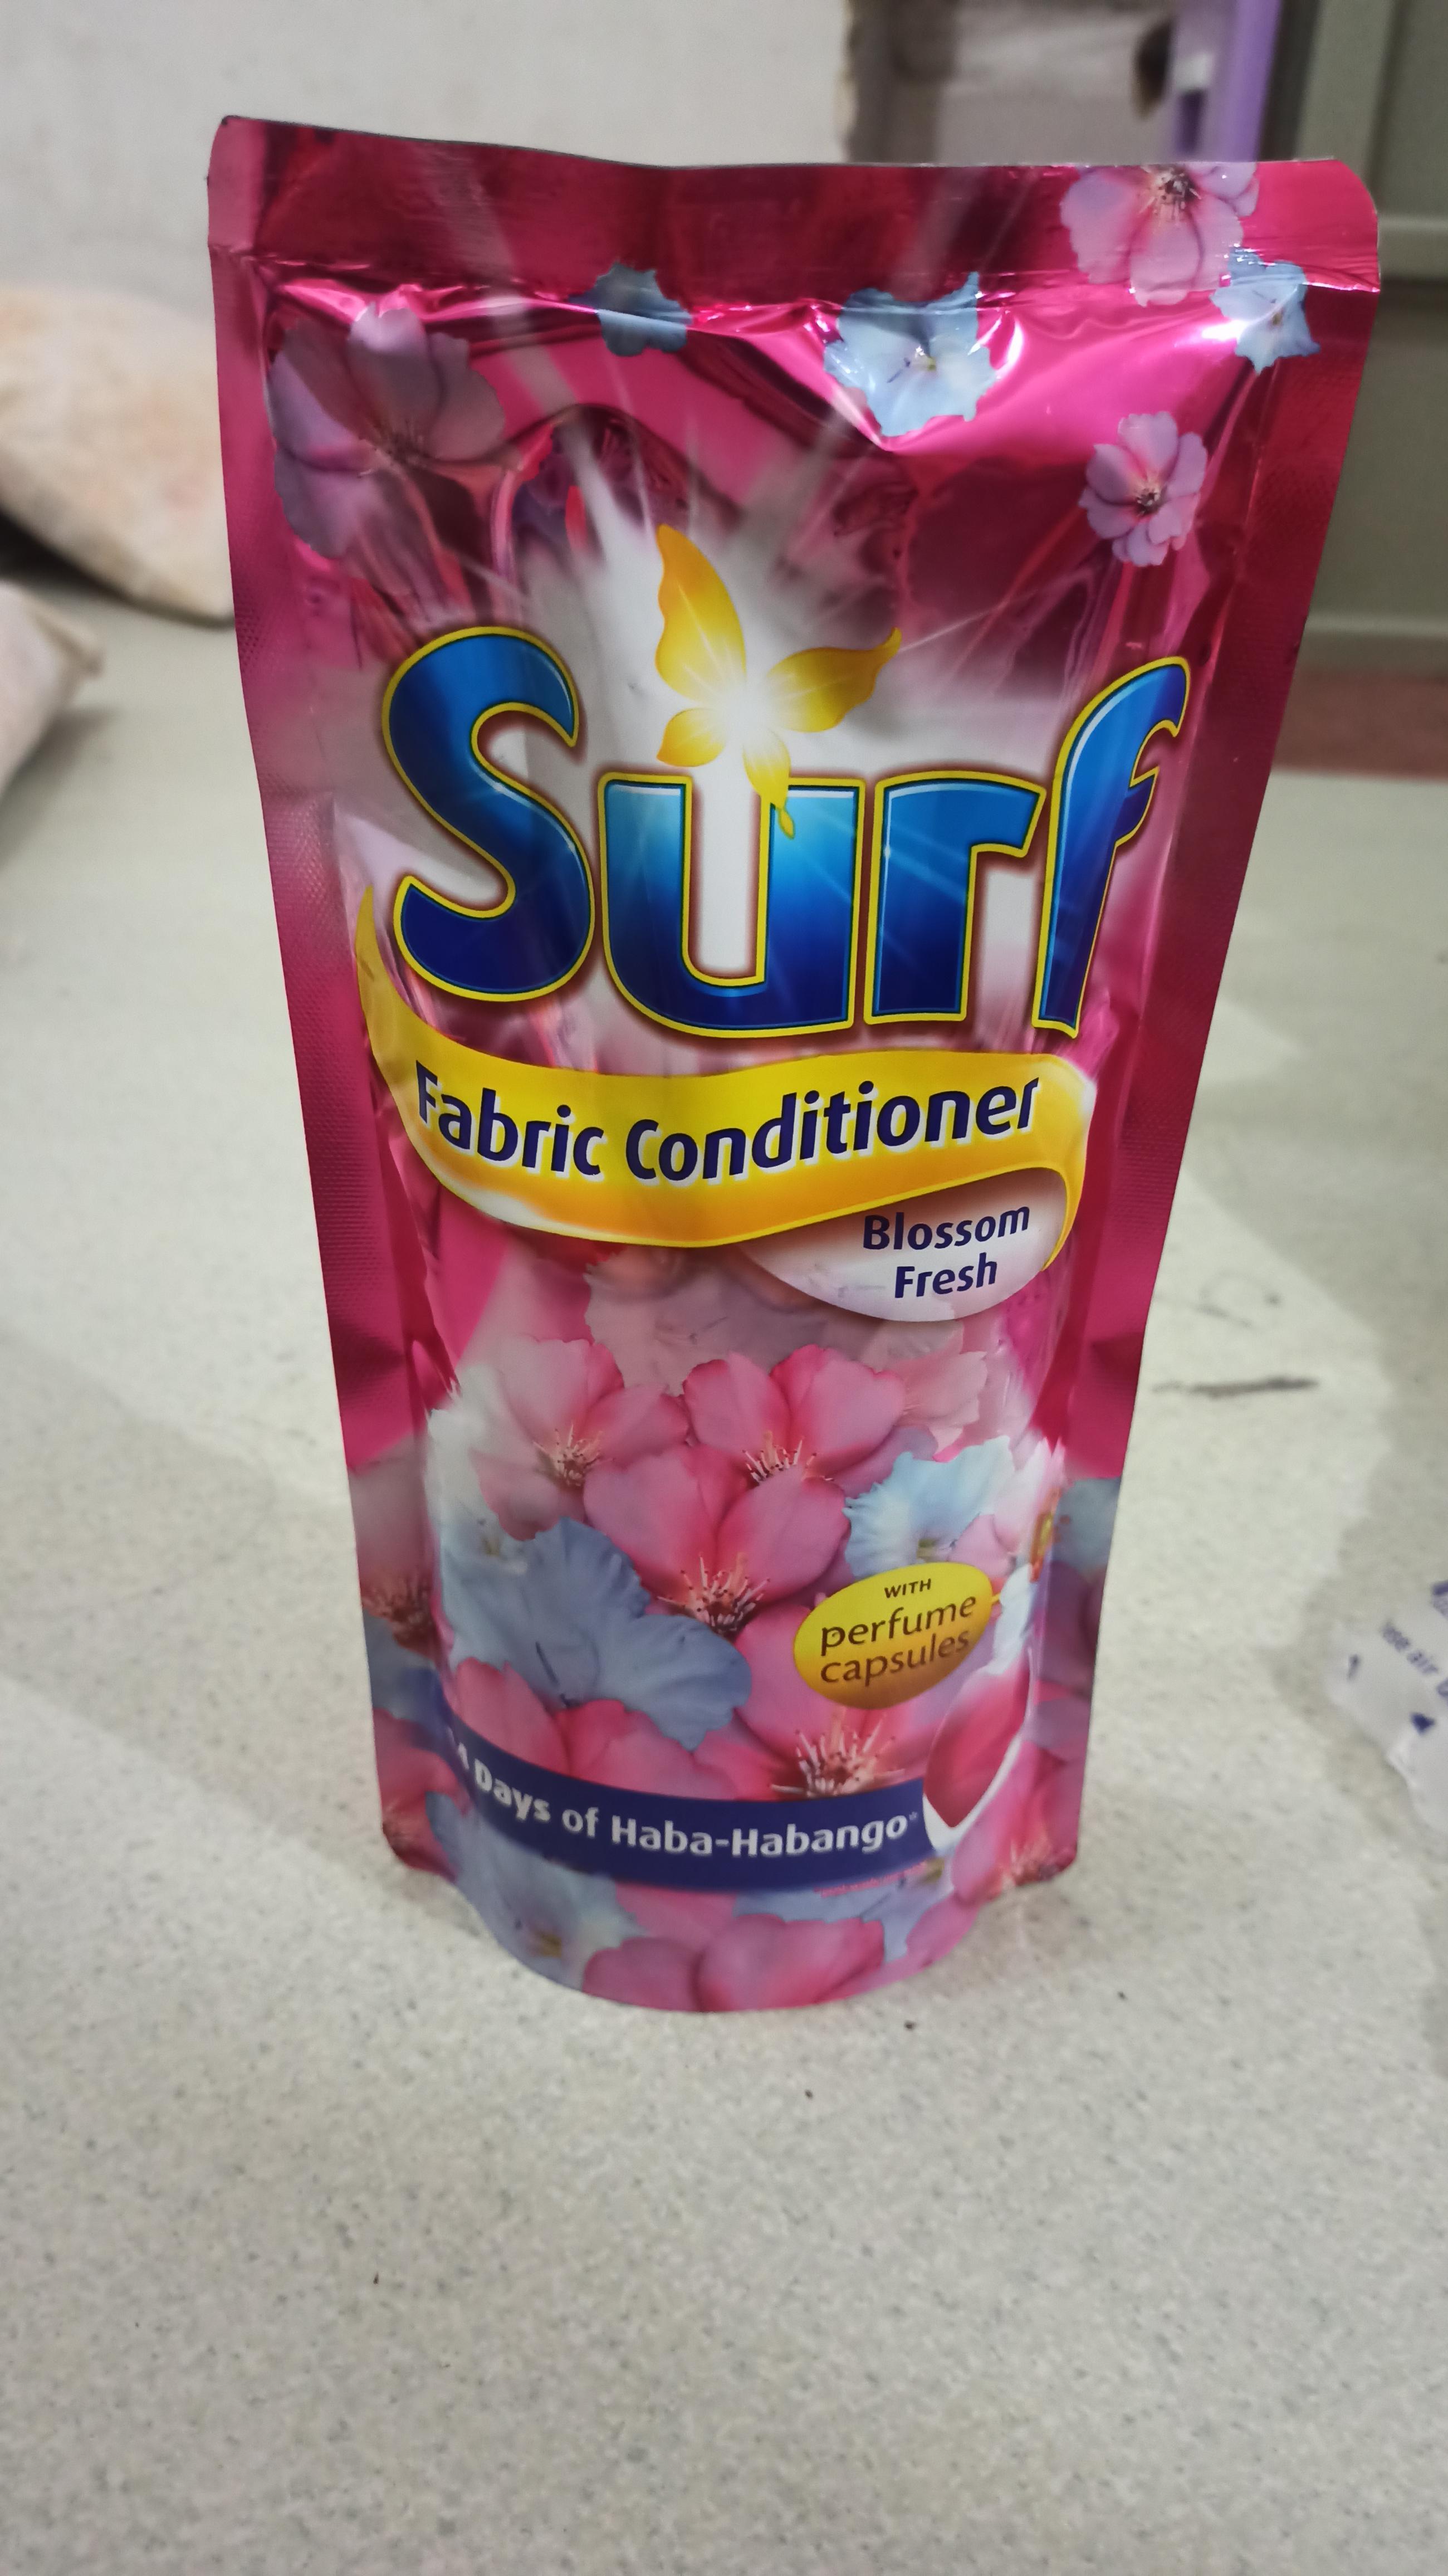 Surf
Fabric Conditioner
Blossom
Fresh
WITH
perfume
capsules
Days of Haba-Habango